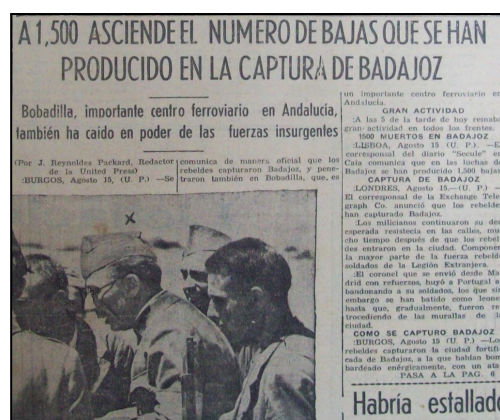 A 1,500 ASCIENDE EL NUMERO DE BAJAS QUE SE HAN
PRODUCIDO EN LA CAPTURA DE BADAJOZ
Bobadilla, importante centro ferroviario en Andalucía,
también ha caido en poder de las fuerzas insurgentes
(Por J. Reynoldes Packard, Redactor
de la United Press)
:BURGOS, Agosto 15, (U. P.) —Se
comunica de manera oficial que los
rebeldes capturaron Badajoz, y pene-
traron también en Bobadilla, que, es
un importante centro ferroviario en
Andalucía.
GRAN ACTIVIDAD
:A las 5 de la tarde de hoy reinaba
gran actividad en todos los frentes.
1500 MUERTOS EN BADAJOZ
:LISBOA, Agosto 15 (U. P.) —El
corresponsal del diario "Secule" en
Caia comunica que en las luchas de
Badajoz se han producido 1,500 bajas
CAPTURA DE BADAJOZ
:LONDRES, Agosto 15.—(U. P.) —
El corresponsal de la Exchange Tele
graph Co. anunció que los rebeldes
han capturado Badajoz.
:Los milicianos continuaron su des
esperada resistecia en las calles, mu
cho tiempo después de que los rebel
des entraron en la ciudad. Componen
la mayor parte de la fuerza rebelde
soldados de la Legión Extranjera.
:El coronel que se envió desde Ma
drid con refuerzos, huyó a Portugal a
bandonando a su soldados, los que sin
embargo se han batido como leones
hasta que, gradualmente, fueron re
trocediendo de las murallas de la
ciudad.
COMO SE CAPTURO BADAJOZ
:BURGOS, Agosto 15 (U. P.) —Los
rebeldes capturaron la ciudad fortifi
cada de Badajoz, a la que habían bom
bardeado enérgicamente, con un ata
PASA A LA PAG. 6
Habría estallado